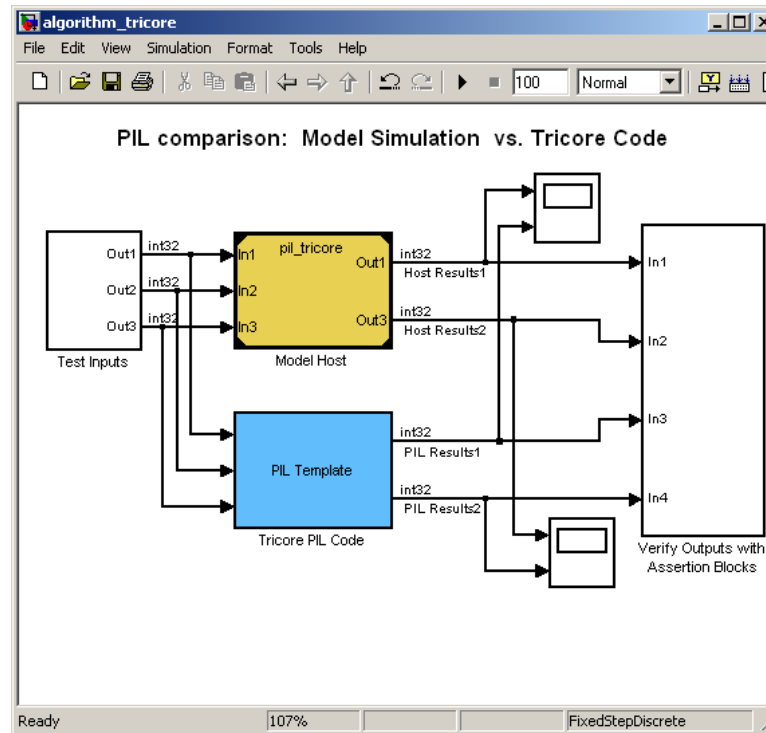 algorithm_tricore
File Edit View Simulation Format Tools Help
100 Normal
PIL comparison: Model Simulation vs. Tricore Code
Out1 int32
Out2 int32
Out3 int32
Test Inputs
pil_tricore
In1 Out1
In2
In3 Out3
Model Host
int32
Host Results1
int32
Host Results2
PIL Template
Tricore PIL Code
int32
PIL Results1
int32
PIL Results2
In1
In2
In3
In4
Verify Outputs with
Assertion Blocks
Ready 107% FixedStepDiscrete